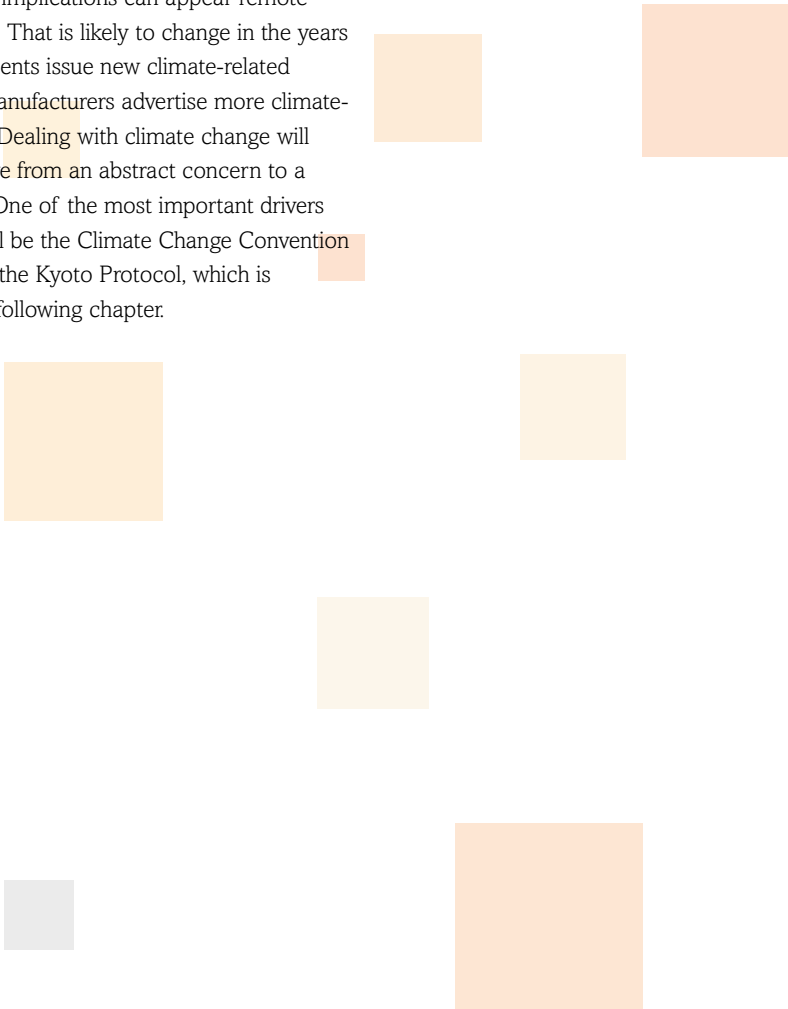 implications can appear remote
That is likely to change in the years
ents issue new climate-related
anufacturers advertise more climate-
Dealing with climate change will
e from an abstract concern to a
One of the most important drivers
l be the Climate Change Convention
the Kyoto Protocol, which is
following chapter.